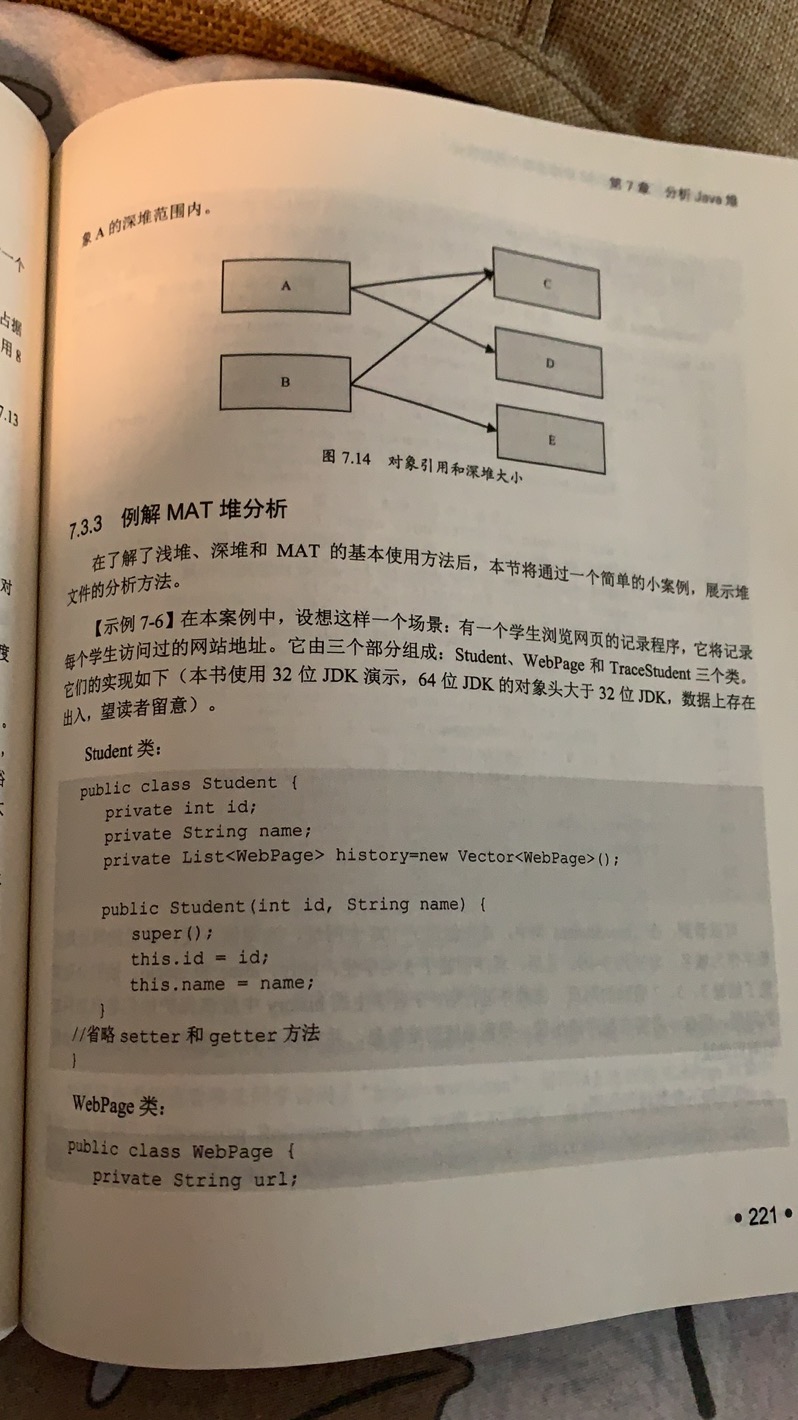 第 7 章 分析 Java 堆
象 A 的深堆范围内。
A
C
D
B
E
图 7.14 对象引用和深堆大小
7.3.3 例解 MAT 堆分析
在了解了浅堆、深堆和 MAT 的基本使用方法后，本节将通过一个简单的小案例，展示堆
文件的分析方法。
【示例 7-6】在本案例中，设想这样一个场景：有一个学生浏览网页的记录程序，它将记录
每个学生访问过的网站地址。它由三个部分组成：Student、WebPage 和 TraceStudent 三个类。
它们的实现如下（本书使用 32 位 JDK 演示，64 位 JDK 的对象头大于 32 位 JDK，数据上存在
出入，望读者留意）。
Student 类：
public class Student {
private int id;
private String name;
private List<WebPage> history=new Vector<WebPage>();
public Student(int id, String name) {
super();
this.id = id;
this.name = name;
}
//省略 setter 和 getter 方法
}
WebPage 类：
public class WebPage {
private String url;
• 221 •
一个
占据
用 8
7.13
对